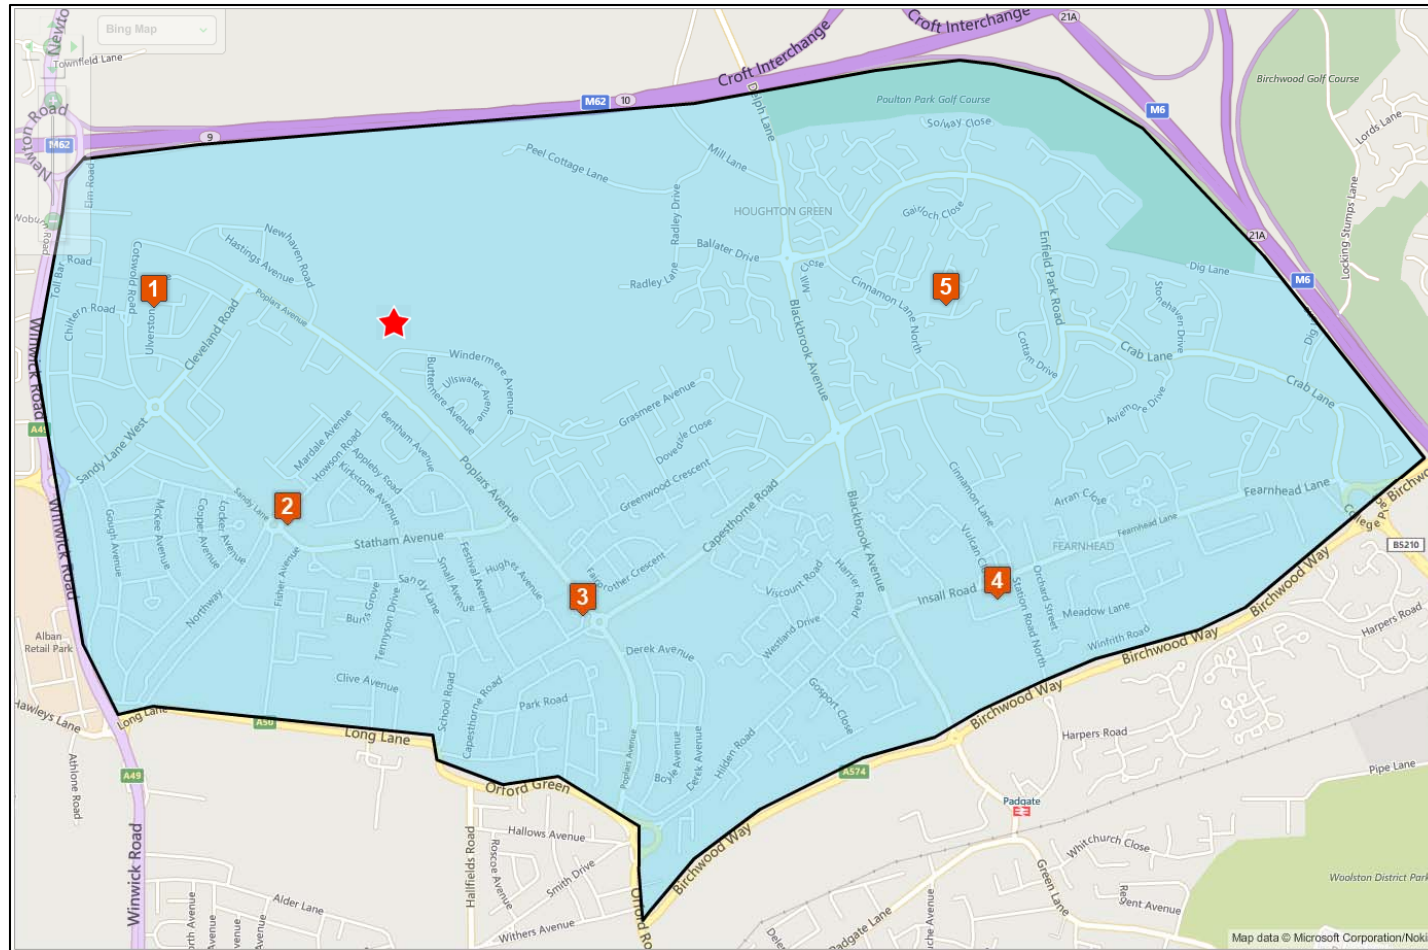 Newton
Bing Map
Townfield Lane
Newton Road
M62
9
M62
10
Croft Interchange
Croft Interchange
21A
M6
Birchwood Golf Course
Lords Lane
Locking Stumps Lane
Delph Lane
Poulton Park Golf Course
Solway Close
Mill Lane
Peel Cottage Lane
Elm Road
Radley Drive
HOUGHTON GREEN
Gairloch Close
Enfield Park Road
21A
M6
Dig Lane
Newhaven Road
Hastings Avenue
Cotswold Road
Road
Toll Bar
Ballater Drive
Radley Lane
Mill Close
Cinnamon Lane North
5
Stonehaven Drive
1
Chiltern Road
Ulverston
Cleveland Road
Poplars Avenue
Blackbrook Avenue
Cottam Drive
Crab Lane
Crab Lane
Winwick Road
Windermere Avenue
Ullswater Avenue
Buttermere Avenue
Grasmere Avenue
Aviemore Drive
A49
Sandy Lane West
Mardale Avenue
Bentham Avenue
Howson Road
Appleby Road
Kirkstone Avenue
Poplars Avenue
Dovedale Close
Greenwood Crescent
Capesthorne Road
Cinnamon Lane
Arran Close
Fearnhead Lane
Birchwo
Sandy Lane
2
Winwick Road
Gough Avenue
McKee Avenue
Cooper Avenue
Cocker Avenue
Statham Avenue
Blackbrook Avenue
Fearnhead Lane
FEARNHEAD
B5210
Northway
Fisher Avenue
Festival Avenue
Small Avenue
Hughes Avenue
Sandy Lane
Burns Grove
Tennyson Drive
3
Viscount Road
Harrier Road
Insall Road
4
Orchard Street
Station Road North
Meadow Lane
Winfrith Road
Birchwood Way
Harpers Road
Alban
Retail Park
Derek Avenue
Westland Drive
Gosport Close
Birchwood Way
Clive Avenue
School Road
Capesthorne Road
Park Road
Birchwood Way
Hawleys Lane
Long Lane
A50
Long Lane
Poplars Avenue
Boyle Avenue
Derek Avenue
Hilden Road
Harpers Road
A49
Athlone Road
Orford Green
A574
Pipe Lane
Padgate
Winwick Road
Hallfields Road
Hallows Avenue
Roscoe Avenue
Smith Drive
Birchwood Way
Whitchurch Close
Green Lane
Woolston District Park
Alder Lane
Withers Avenue
Orford Ro
Padgate Lane
Map data © Microsoft Corporation/Noki